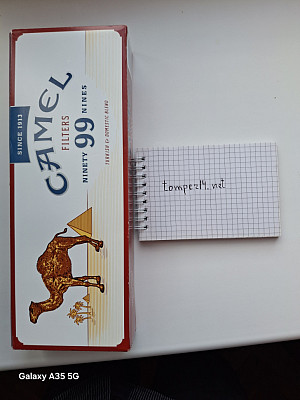 SINCE 1913
CAMEL
FILTERS
NINETY 99 NINES
TURKISH & DOMESTIC BLEND
tomper14.net
Galaxy A35 5G